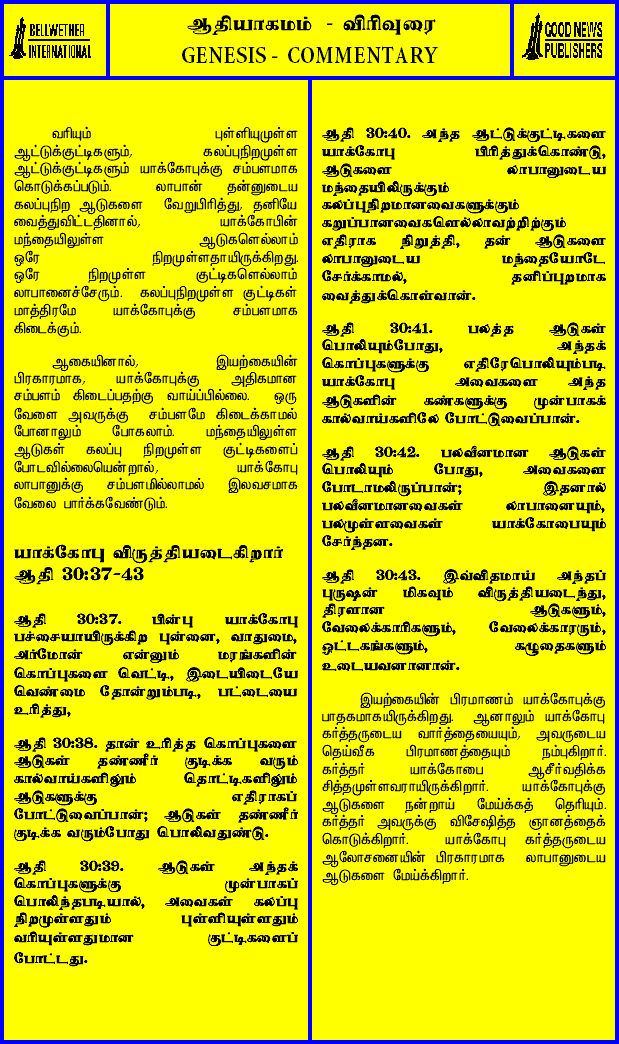 BELLWETHER
INTERNATIONAL
ஆதியாகமம் - விரிவுரை
GENESIS - COMMENTARY
GOOD NEWS
PUBLISHERS
வரியும் புள்ளியுமுள்ள
ஆட்டுக்குட்டிகளும், கலப்புநிறமுள்ள
ஆட்டுக்குட்டிகளும் யாக்கோபுக்கு சம்பளமாக
கொடுக்கப்படும். லாபான் தன்னுடைய
கலப்புநிற ஆடுகளை வேறுபிரித்து, தனியே
வைத்துவிட்டதினால், யாக்கோபின்
மந்தையிலுள்ள ஆடுகளெல்லாம்
ஒரே நிறமுள்ளதாயிருக்கிறது.
ஒரே நிறமுள்ள குட்டிகளெல்லாம்
லாபானைச்சேரும். கலப்புநிறமுள்ள குட்டிகள்
மாத்திரமே யாக்கோபுக்கு சம்பளமாக
கிடைக்கும்.
ஆகையினால், இயற்கையின்
பிரகாரமாக, யாக்கோபுக்கு அதிகமான
சம்பளம் கிடைப்பதற்கு வாய்ப்பில்லை. ஒரு
வேளை அவருக்கு சம்பளமே கிடைக்காமல்
போனாலும் போகலாம். மந்தையிலுள்ள
ஆடுகள் கலப்பு நிறமுள்ள குட்டிகளைப்
போடவில்லையென்றால், யாக்கோபு
லாபானுக்கு சம்பளமில்லாமல் இலவசமாக
வேலை பார்க்கவேண்டும்.
யாக்கோபு விருத்தியடைகிறார்
ஆதி 30:37-43
ஆதி 30:37. பின்பு யாக்கோபு
பச்சையாயிருக்கிற புன்னை, வாதுமை,
அர்மோன் என்னும் மரங்களின்
கொப்புகளை வெட்டி, இடையிடையே
வெண்மை தோன்றும்படி, பட்டையை
உரித்து,
ஆதி 30:38. தான் உரித்த கொப்புகளை
ஆடுகள் தண்ணீர் குடிக்க வரும்
கால்வாய்களிலும் தொட்டிகளிலும்
ஆடுகளுக்கு எதிராகப்
போட்டுவைப்பான்; ஆடுகள் தண்ணீர்
குடிக்க வரும்போது பொலிவதுண்டு.
ஆதி 30:39. ஆடுகள் அந்தக்
கொப்புகளுக்கு முன்பாகப்
பொலிந்தபடியால், அவைகள் கலப்பு
நிறமுள்ளதும் புள்ளியுள்ளதும்
வரியுள்ளதுமான குட்டிகளைப்
போட்டது.
ஆதி 30:40. அந்த ஆட்டுக்குட்டிகளை
யாக்கோபு பிரித்துக்கொண்டு,
ஆடுகளை லாபானுடைய
மந்தையிலிருக்கும்
கலப்புநிறமானவைகளுக்கும்
கறுப்பானவைகளெல்லாவற்றிற்கும்
எதிராக நிறுத்தி, தன் ஆடுகளை
லாபானுடைய மந்தையோடே
சேர்க்காமல், தனிப்புறமாக
வைத்துக்கொள்வான்.
ஆதி 30:41. பலத்த ஆடுகள்
பொலியும்போது, அந்தக்
கொப்புகளுக்கு எதிரேபொலியும்படி
யாக்கோபு அவைகளை அந்த
ஆடுகளின் கண்களுக்கு முன்பாகக்
கால்வாய்களிலே போட்டுவைப்பான்.
ஆதி 30:42. பலவீனமான ஆடுகள்
பொலியும் போது, அவைகளை
போடாமலிருப்பான்; இதனால்
பலவீனமானவைகள் லாபானையும்,
பலமுள்ளவைகள் யாக்கோபையும்
சேர்ந்தன.
ஆதி 30:43. இவ்விதமாய் அந்தப்
புருஷன் மிகவும் விருத்தியடைந்து,
திரளான ஆடுகளும்,
வேலைக்காரிகளும், வேலைக்காரரும்,
ஒட்டகங்களும், கழுதைகளும்
உடையவனானான்.
இயற்கையின் பிரமாணம் யாக்கோபுக்கு
பாதகமாகயிருக்கிறது. ஆனாலும் யாக்கோபு
கர்த்தருடைய வார்த்தையையும், அவருடைய
தெய்வீக பிரமாணத்தையும் நம்புகிறார்.
கர்த்தர் யாக்கோபை ஆசீர்வதிக்க
சித்தமுள்ளவராயிருக்கிறார். யாக்கோபுக்கு
ஆடுகளை நன்றாய் மேய்க்கத் தெரியும்.
கர்த்தர் அவருக்கு விசேஷித்த ஞானத்தைக்
கொடுக்கிறார். யாக்கோபு கர்த்தருடைய
ஆலோசனையின் பிரகாரமாக லாபானுடைய
ஆடுகளை மேய்க்கிறார்.